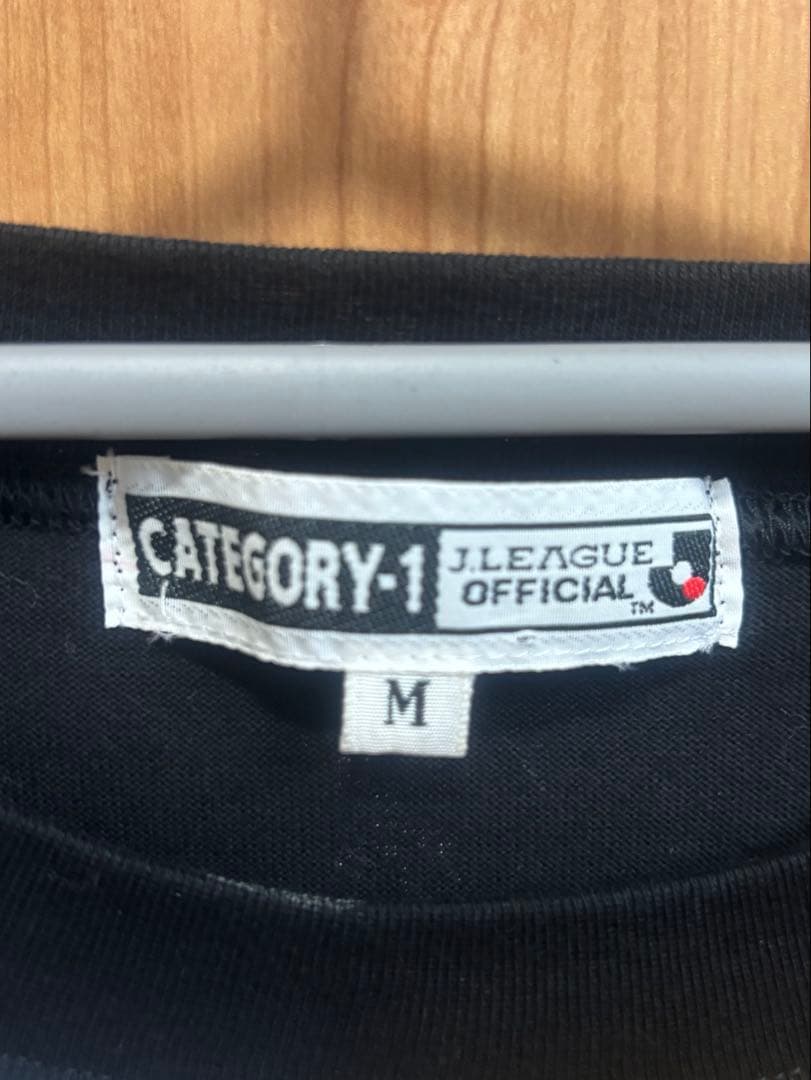 CATEGORY-1
J.LEAGUE
OFFICIAL
TM
M